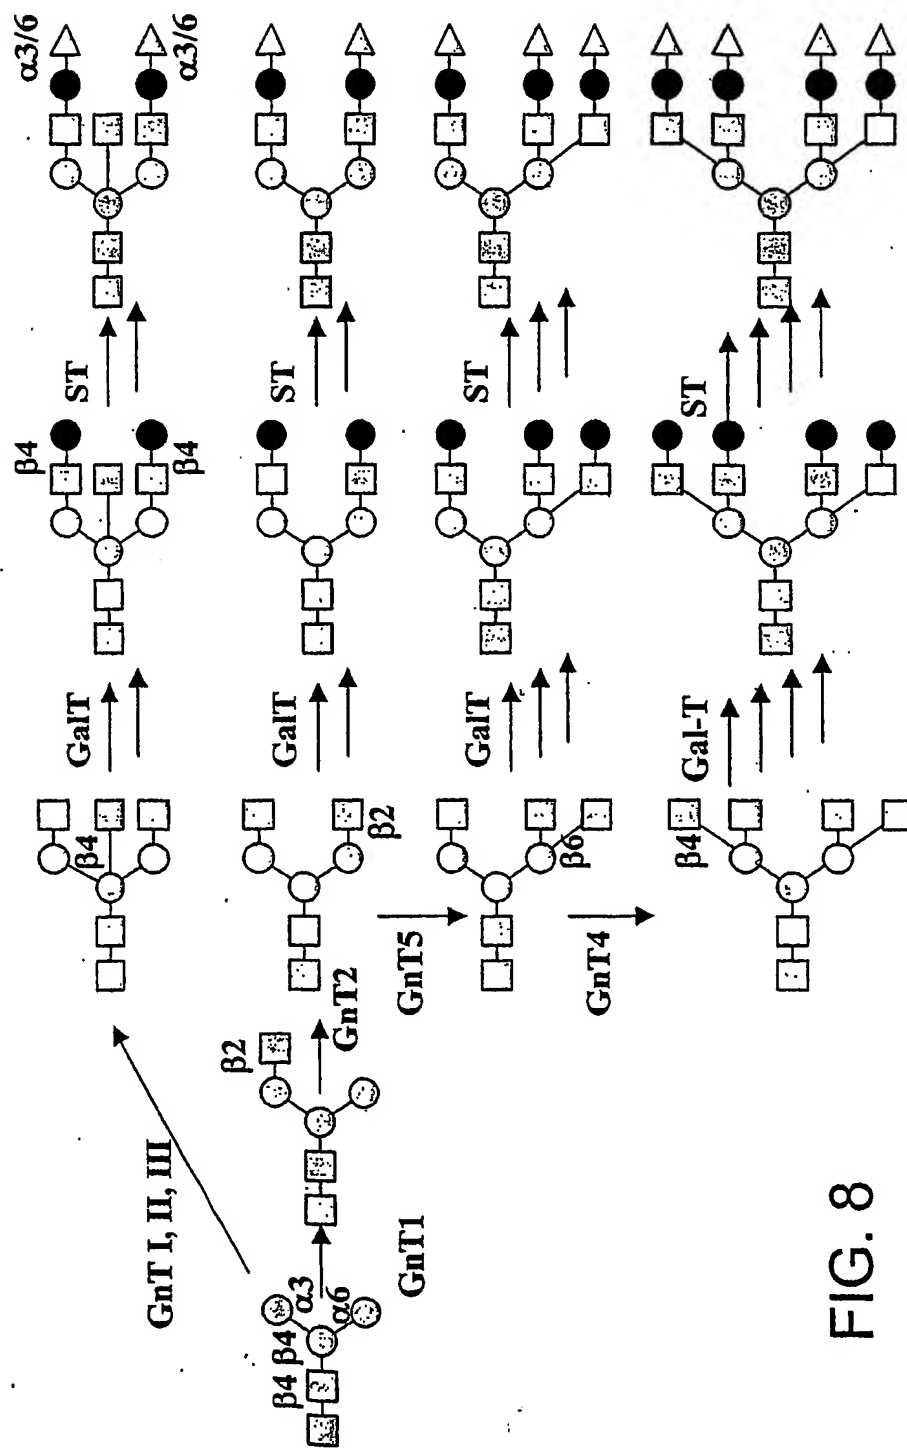 β4
α3/6
GalT
ST
β4
GnT I, II, III
β4
α3/6
β2
β4 β4
GalT
ST
α3
α6
GnT2
β2
GnT1
GnT5
GalT
ST
β6
GnT4
β4
Gal-T
ST
FIG. 8